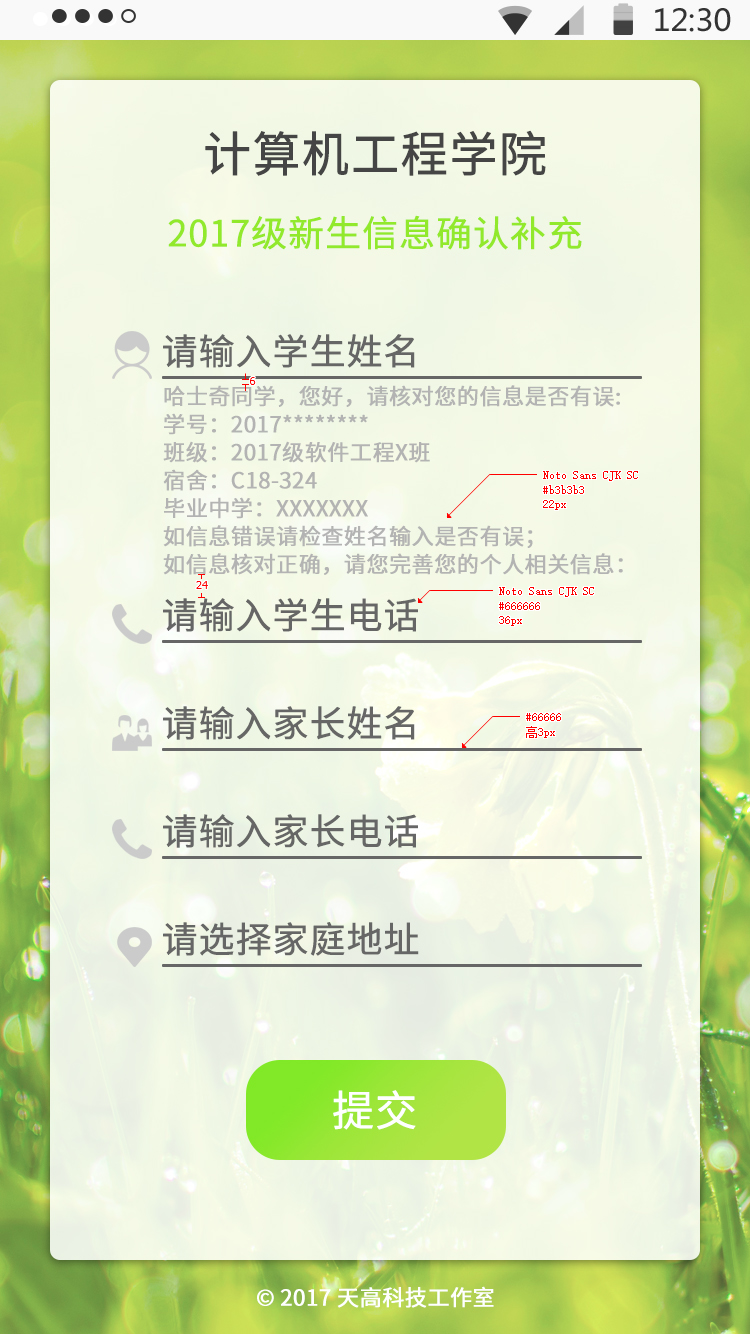 12:30
计算机工程学院
2017级新生信息确认补充
请输入学生姓名
6
哈士奇同学，您好，请核对您的信息是否有误:
学号：2017********
班级：2017级软件工程X班
宿舍：C18-324
Noto Sans CJK SC
#b3b3b3
22px
毕业中学：XXXXXXX
如信息错误请检查姓名输入是否有误；
如信息核对正确，请您完善您的个人相关信息：
24
Noto Sans CJK SC
#666666
36px
请输入学生电话
请输入家长姓名
#66666
高3px
请输入家长电话
请选择家庭地址
提交
© 2017 天高科技工作室